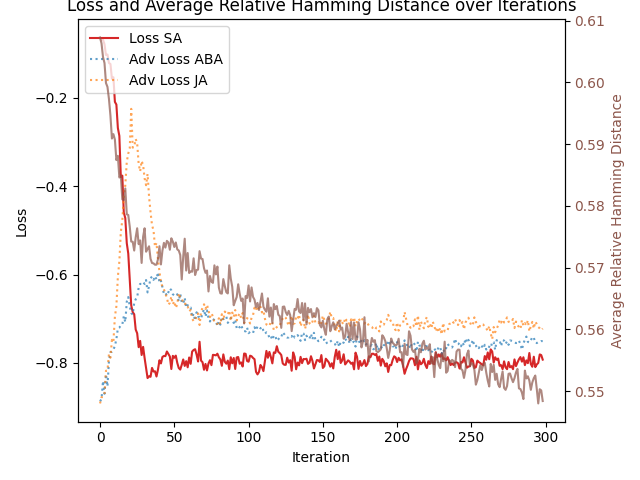 Loss and Average Relative Hamming Distance over Iterations
Loss SA
Adv Loss ABA
Adv Loss JA
−0.2
−0.4
−0.6
−0.8
Loss
0 50 100 150 200 250 300
Iteration
0.61
0.60
0.59
0.58
0.57
0.56
0.55
Average Relative Hamming Distance